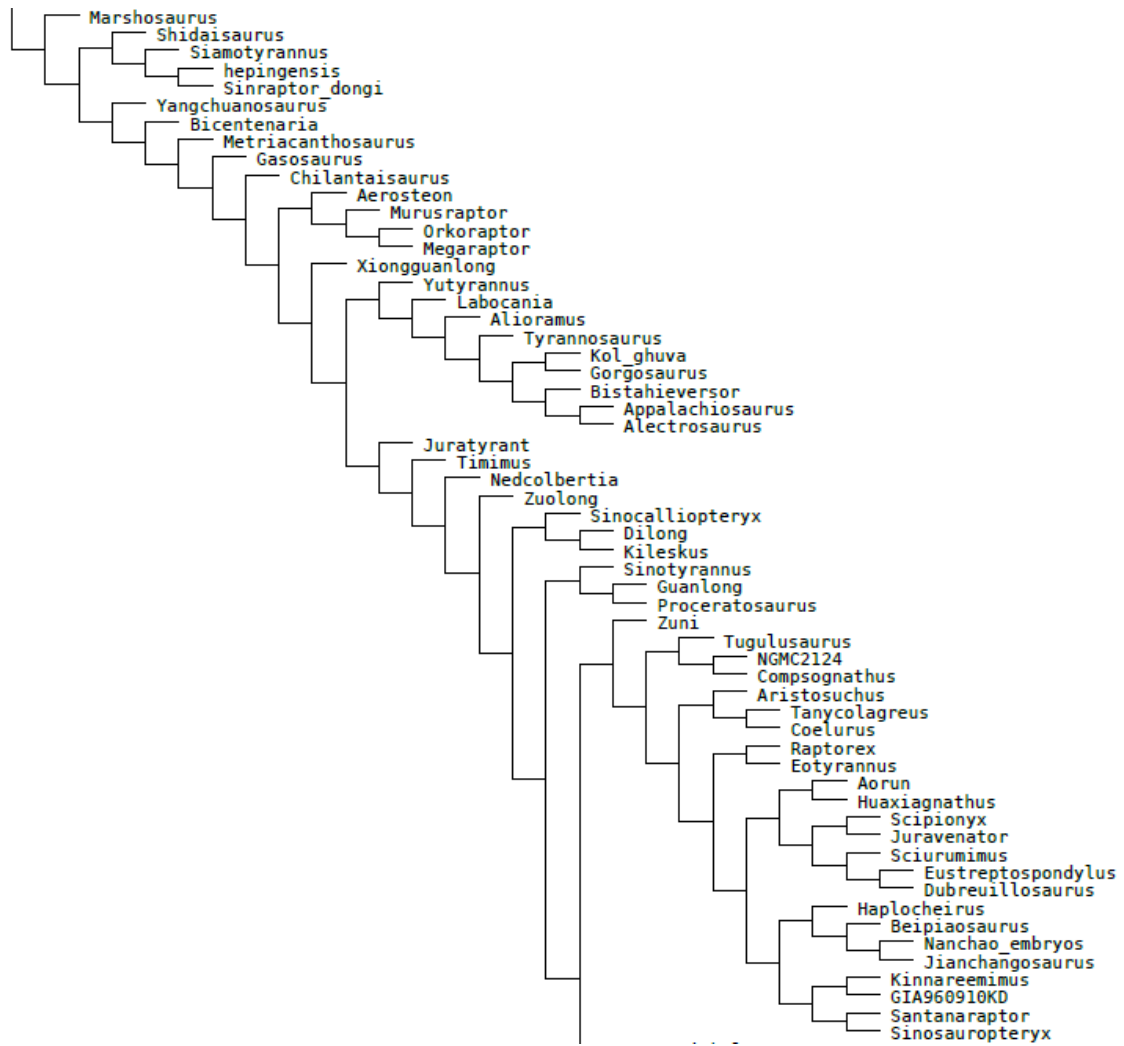 Marshosaurus
Shidaisaurus
Siamotyrannus
hepingensis
Sinraptor_dongi
Yangchuanosaurus
Bicentenaria
Metriacanthosaurus
Gasosaurus
Chilantaisaurus
Aerosteon
Murusraptor
Orkoraptor
Megaraptor
Xiongguanlong
Yutyrannus
Labocania
Alioramus
Tyrannosaurus
Kol_ghuva
Gorgosaurus
Bistahieversor
Appalachiosaurus
Alectrosaurus
Juratyrant
Timimus
Nedcolbertia
Zuolong
Sinocalliopteryx
Dilong
Kileskus
Sinotyrannus
Guanlong
Proceratosaurus
Zuni
Tugulusaurus
NGMC2124
Compsognathus
Aristosuchus
Tanycolagreus
Coelurus
Raptorex
Eotyrannus
Aorun
Huaxiagnathus
Scipionyx
Juravenator
Sciurumimus
Eustreptospondylus
Dubreuillosaurus
Haplocheirus
Beipiaosaurus
Nanchao_embryos
Jianchangosaurus
Kinnareemimus
GIA960910KD
Santanaraptor
Sinosauropteryx